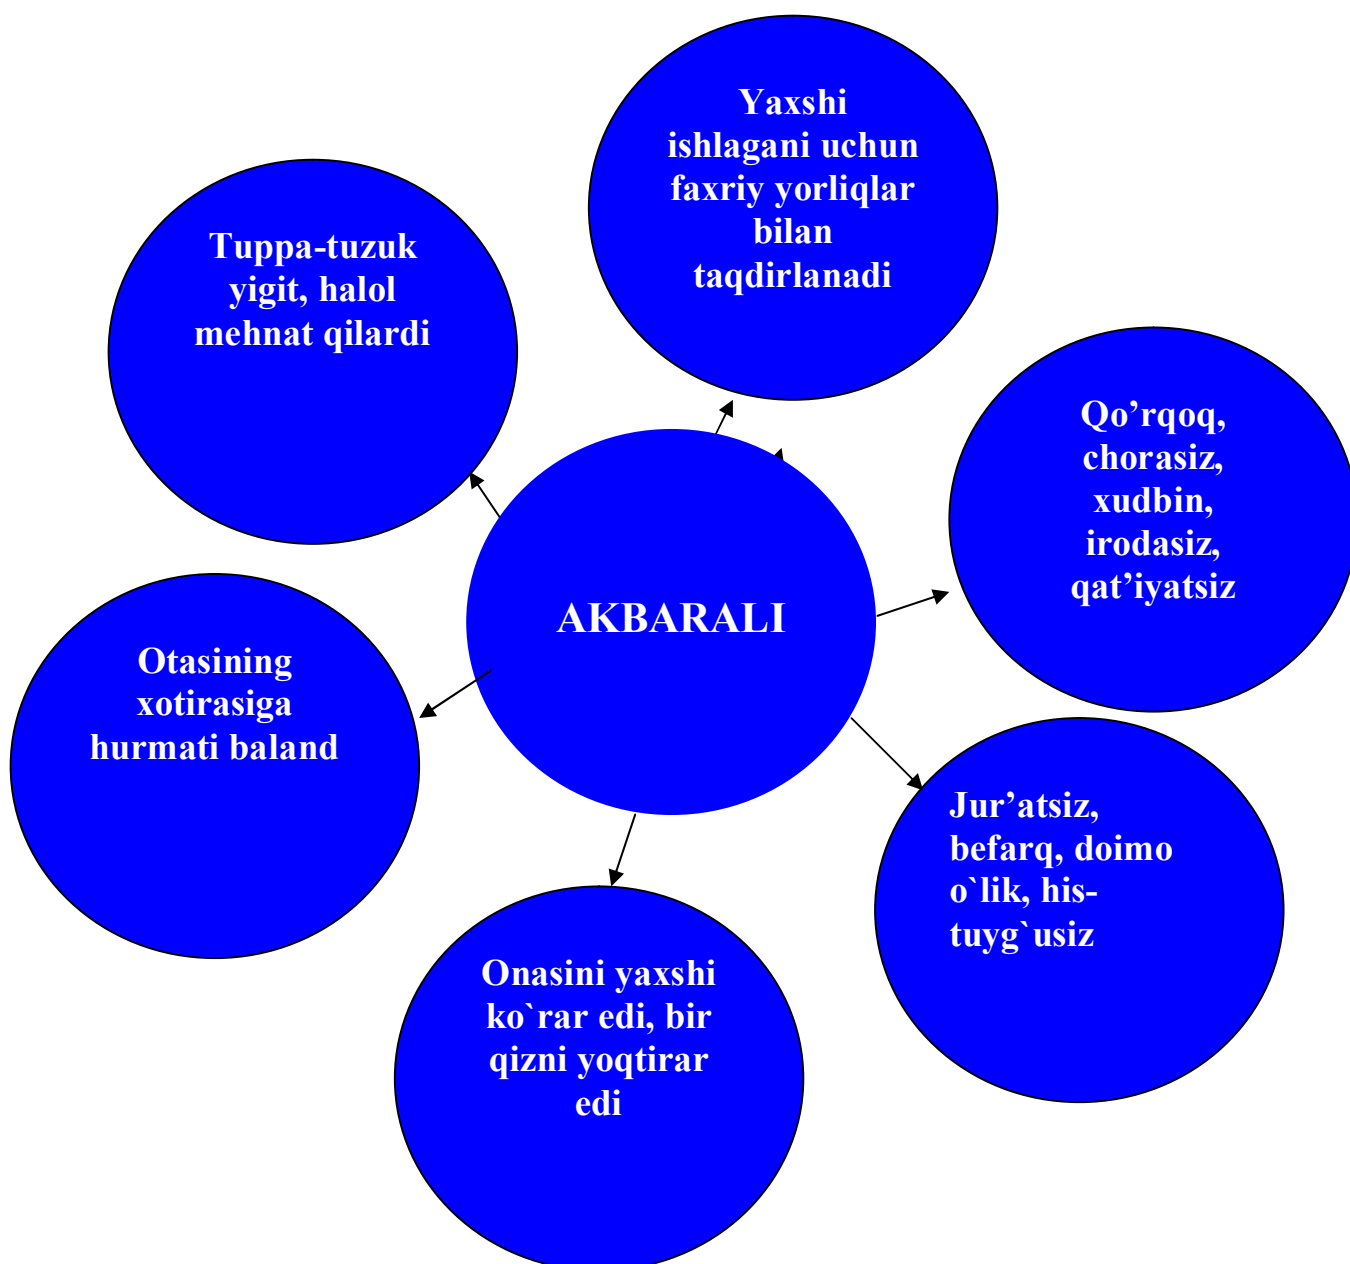 Yaxshi
ishlagani uchun
faxriy yorliqlar
bilan
taqdirlanadi
Tuppa-tuzuk
yigit, halol
mehnat qilardi
Qo’rqoq,
chorasiz,
xudbin,
irodasiz,
qat’iyatsiz
AKBARALI
Otasining
xotirasiga
hurmati baland
Jur’atsiz,
befarq, doimo
o`lik, his-
tuyg`usiz
Onasini yaxshi
ko`rar edi, bir
qizni yoqtirar
edi